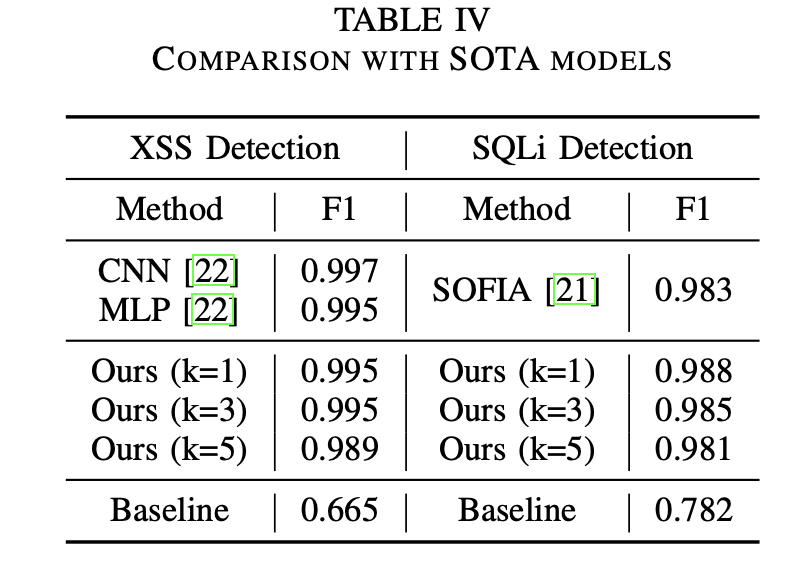 TABLE IV
COMPARISON WITH SOTA MODELS
XSS Detection | SQLi Detection
Method | F1 | Method | F1
CNN [22] | 0.997 | SOFIA [21] | 0.983
MLP [22] | 0.995
Ours (k=1) | 0.995 | Ours (k=1) | 0.988
Ours (k=3) | 0.995 | Ours (k=3) | 0.985
Ours (k=5) | 0.989 | Ours (k=5) | 0.981
Baseline | 0.665 | Baseline | 0.782